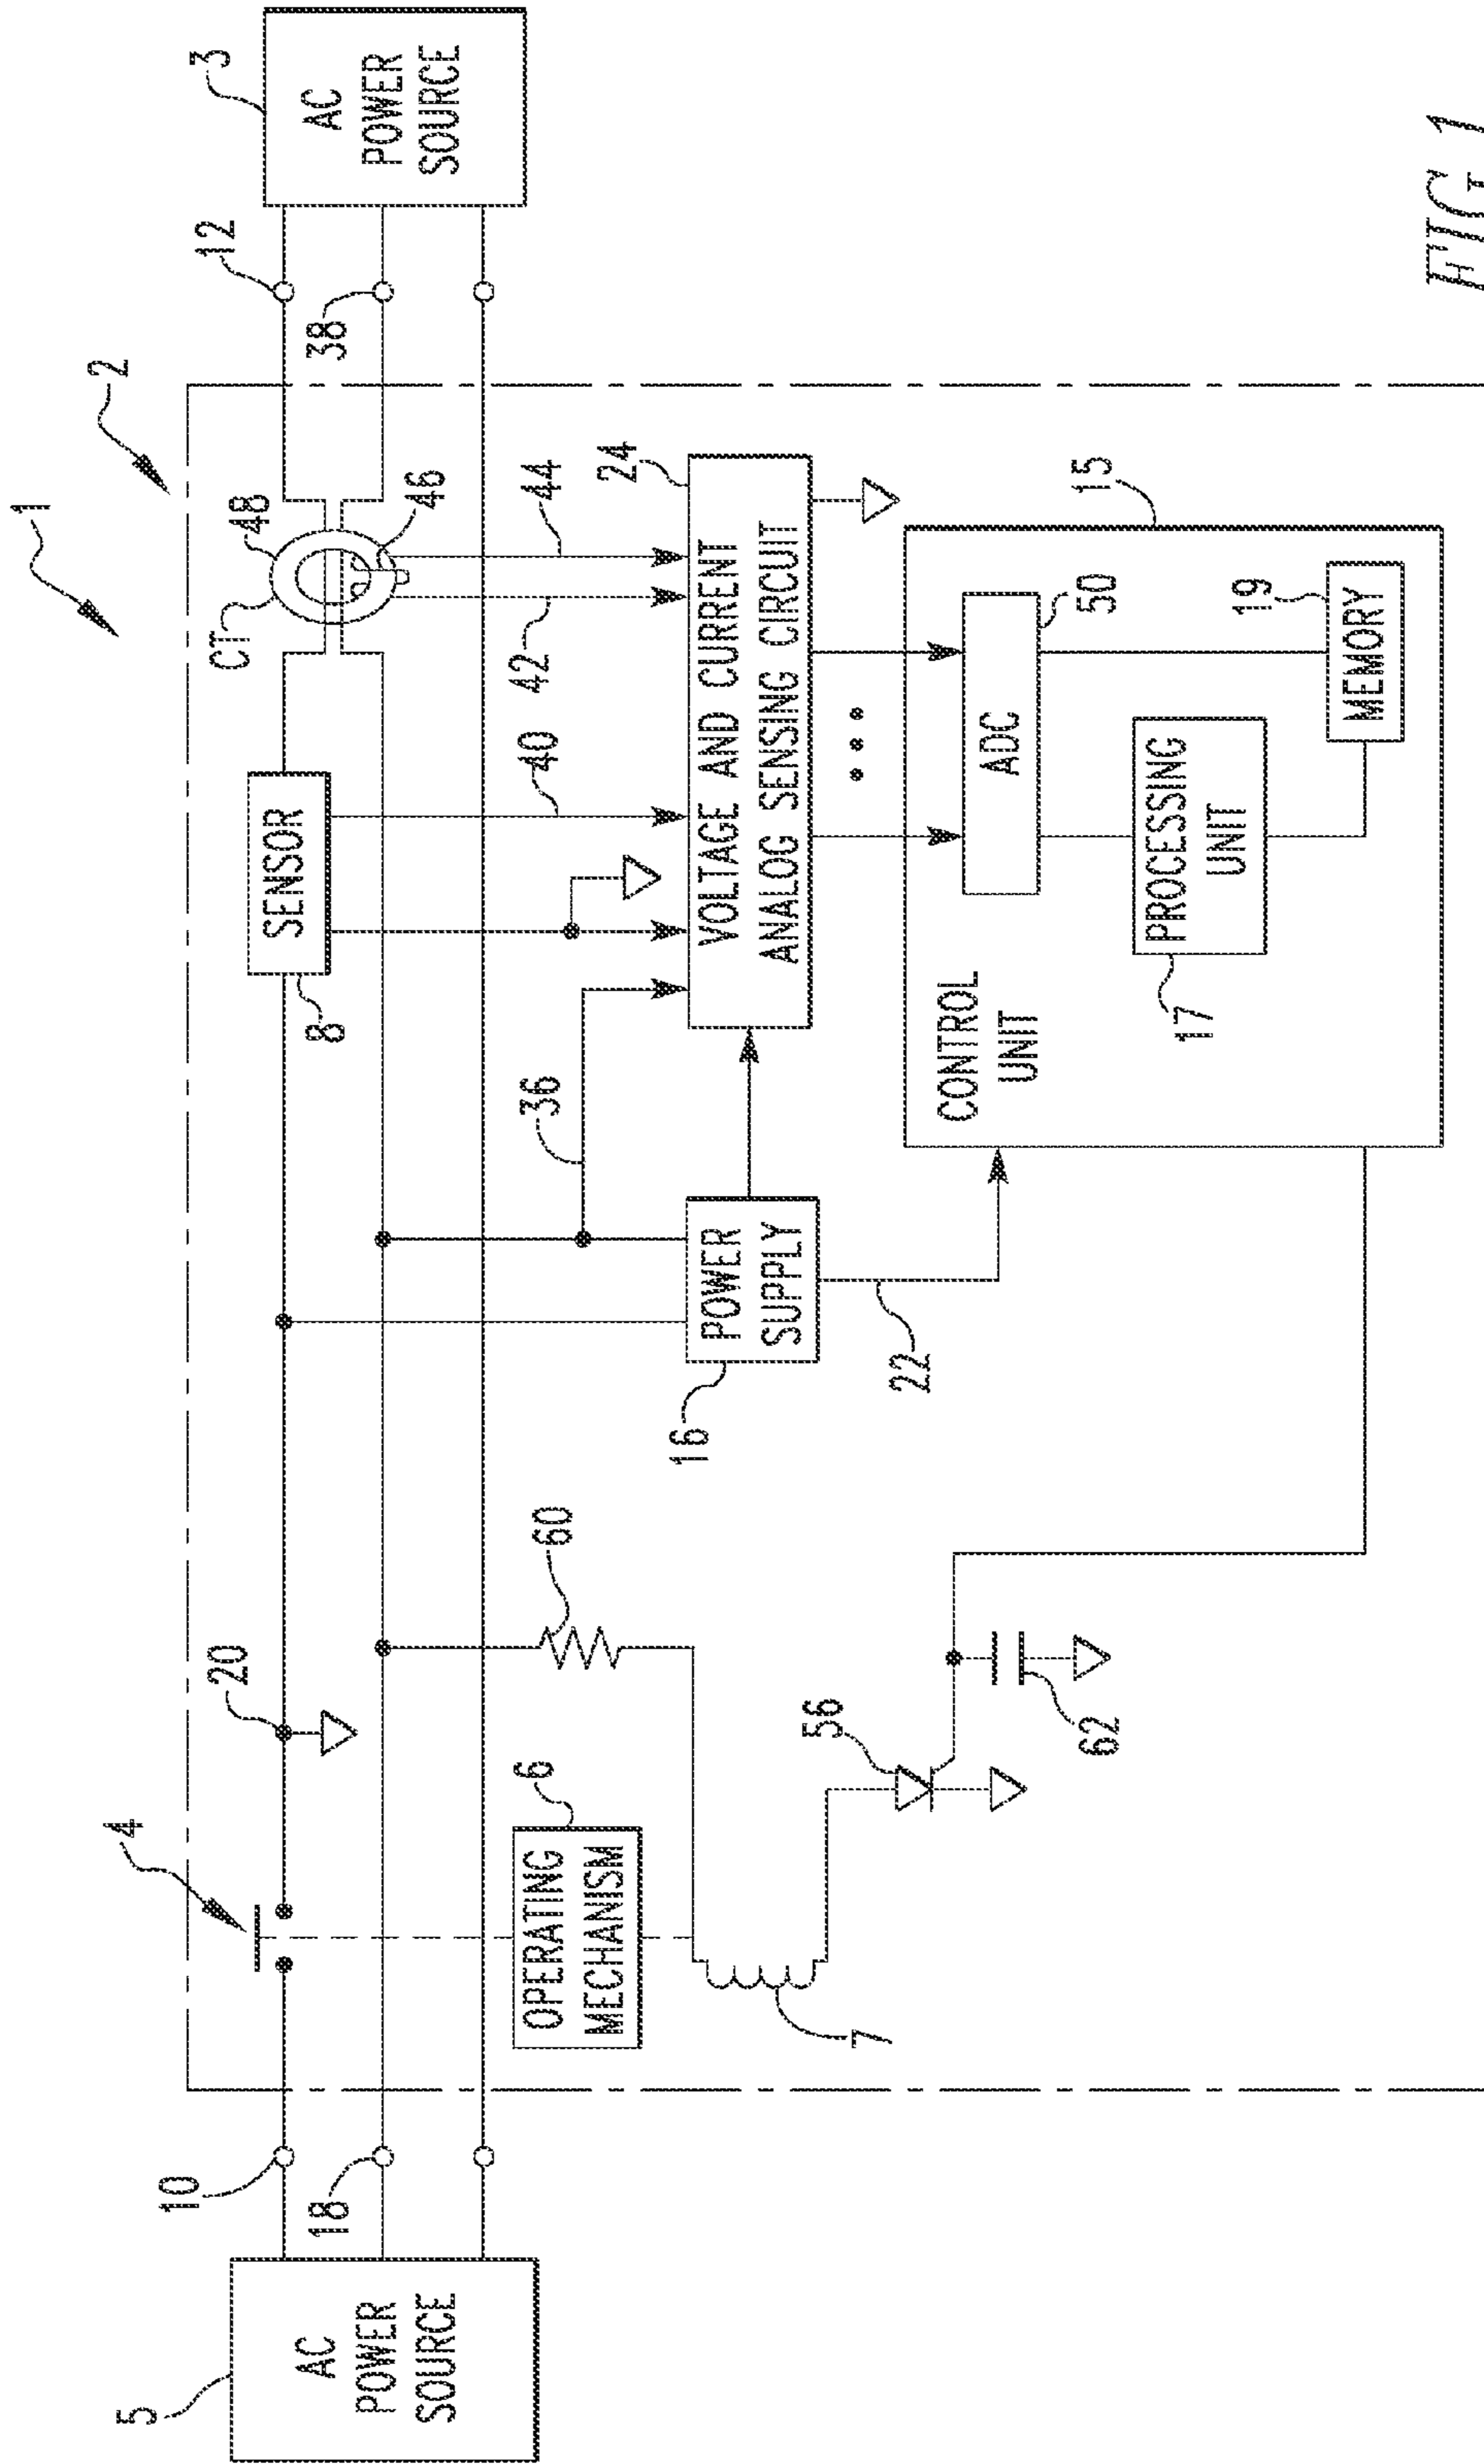 1
2
5
AC
POWER
SOURCE
10
18
4
20
6
OPERATING
MECHANISM
7
60
56
62
16
POWER
SUPPLY
22
36
8
SENSOR
40
CT
48
46
42
44
24
VOLTAGE AND CURRENT
ANALOG SENSING CIRCUIT
15
CONTROL
UNIT
ADC
50
17
PROCESSING
UNIT
19
MEMORY
12
38
3
AC
POWER
SOURCE
FIG. 1